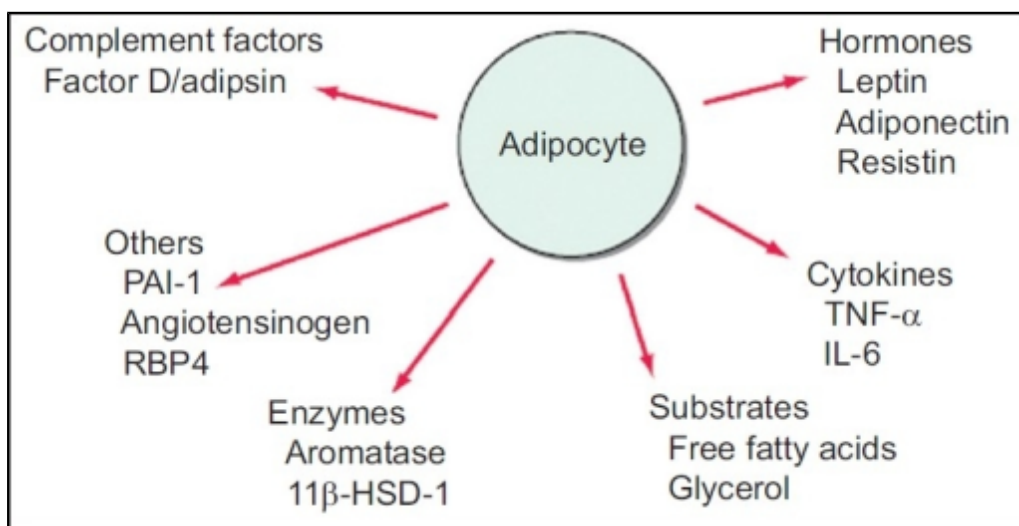 Complement factors
Factor D/adipsin
Adipocyte
Hormones
Leptin
Adiponectin
Resistin
Others
PAI-1
Angiotensinogen
RBP4
Cytokines
TNF-α
IL-6
Enzymes
Aromatase
11β-HSD-1
Substrates
Free fatty acids
Glycerol